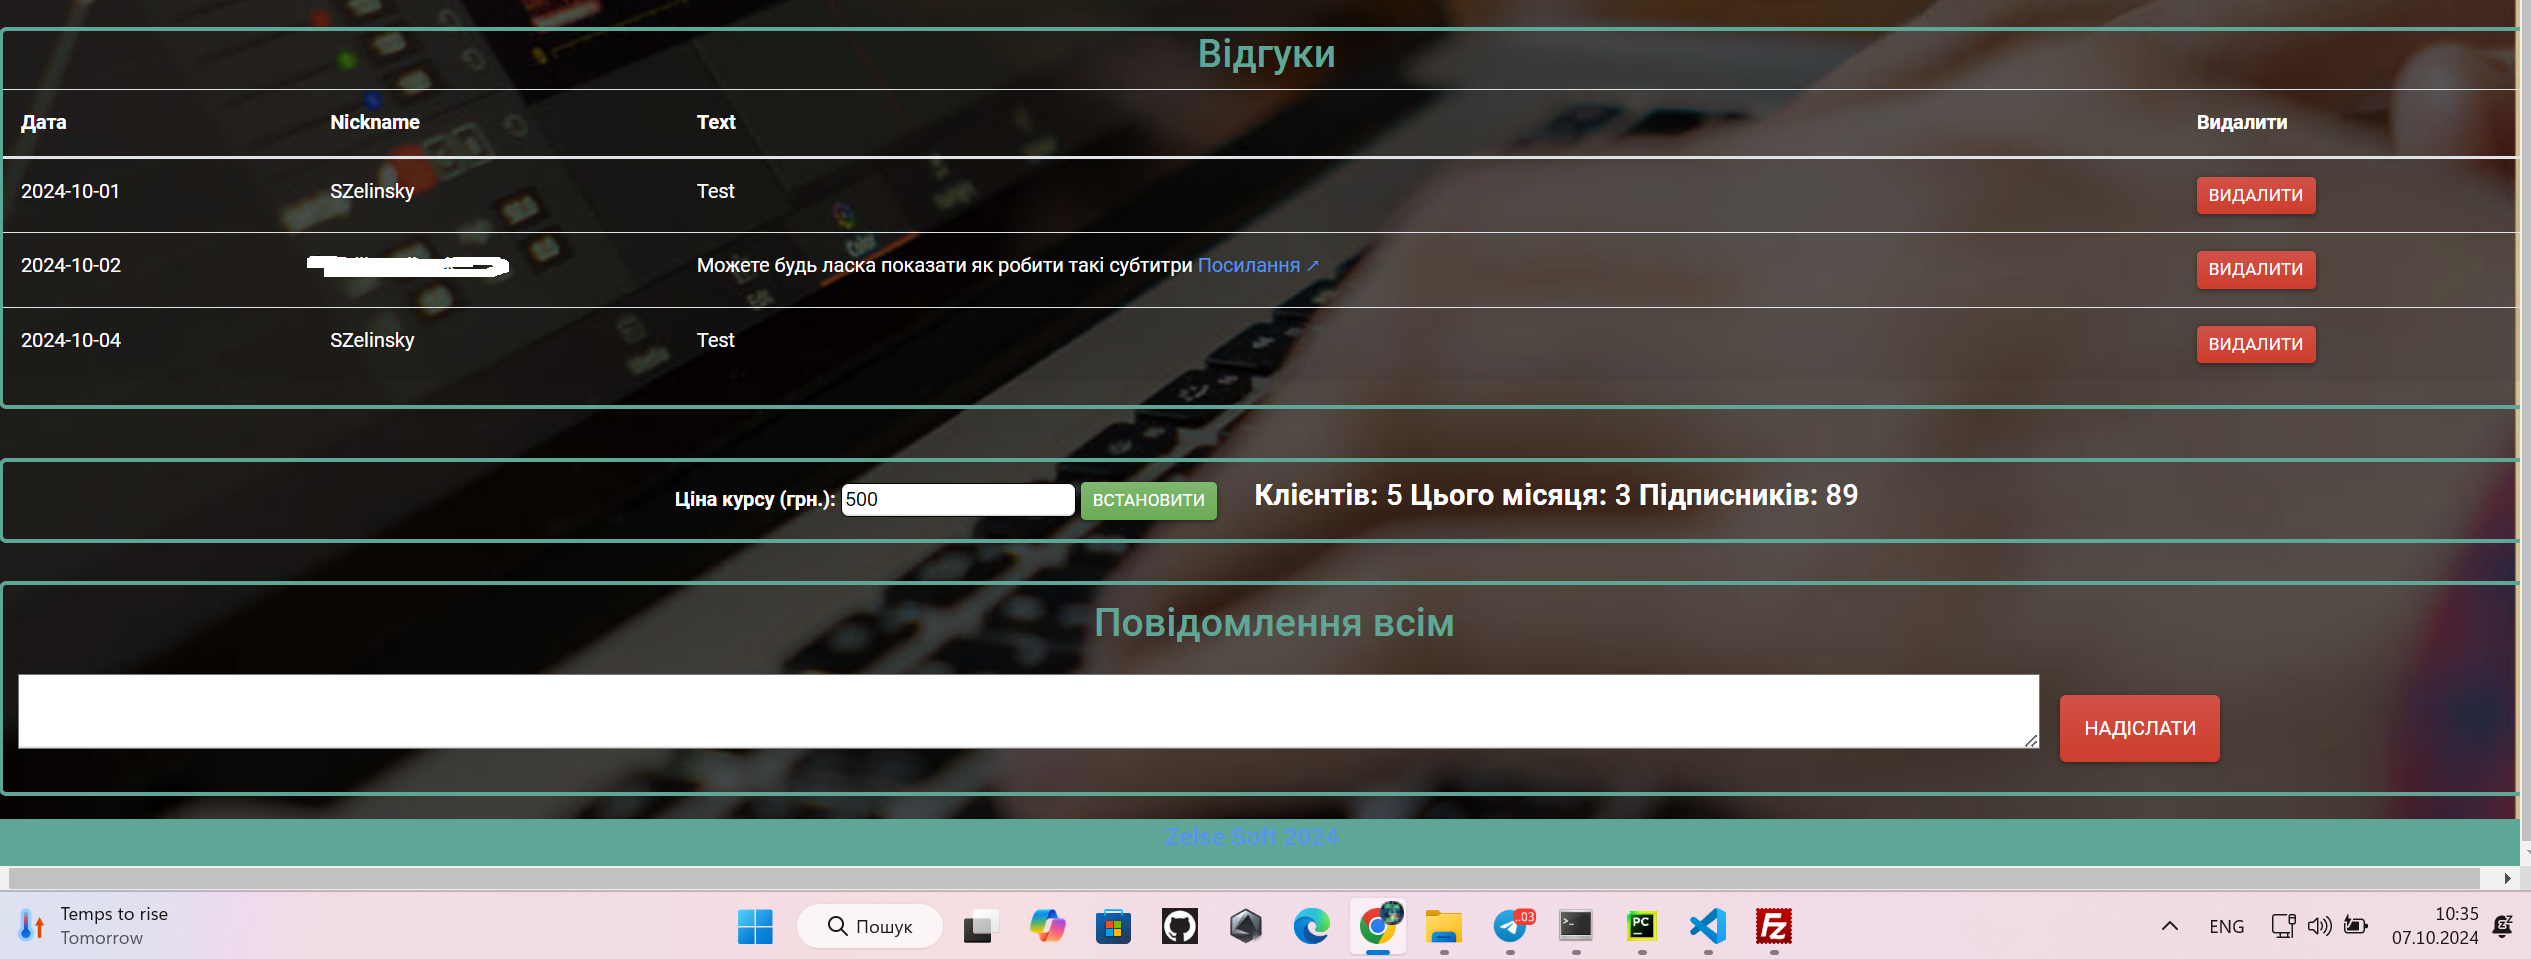 Відгуки
Дата Nickname Text Видалити
2024-10-01 SZelinsky Test ВИДАЛИТИ
2024-10-02 Можете будь ласка показати як робити такі субтитри Посилання ↗ ВИДАЛИТИ
2024-10-04 SZelinsky Test ВИДАЛИТИ
Ціна курсу (грн.): 500 ВСТАНОВИТИ Клієнтів: 5 Цього місяця: 3 Підписників: 89
Повідомлення всім
НАДІСЛАТИ
Zelse Soft 2024
Temps to rise
Tomorrow
Пошук
..03
PC
FZ
ENG
10:35
07.10.2024